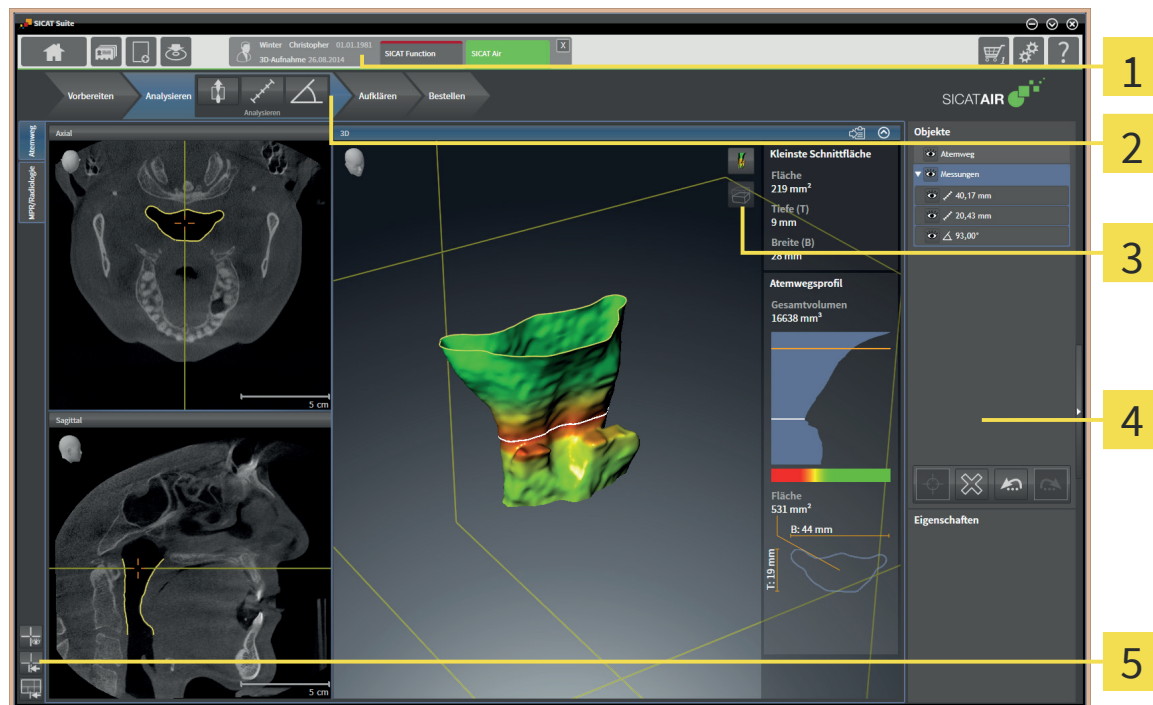 SICAT Suite
Winter Christopher 01.01.1981
3D-Aufnahme 26.08.2014
SICAT Function
SICAT Air
X
1
?
1
Vorbereiten
Analysieren
Analysieren
Aufklären
Bestellen
SICATAIR
2
Atemweg
MPR/Radiologie
Axial
5 cm
Sagittal
5 cm
3D
Kleinste Schnittfläche
Fläche
219 mm²
Tiefe (T)
9 mm
Breite (B)
28 mm
3
Atemwegsprofil
Gesamtvolumen
16638 mm³
Fläche
531 mm²
B: 44 mm
T: 19 mm
Objekte
Atemweg
Messungen
40,17 mm
20,43 mm
93,00°
4
Eigenschaften
5